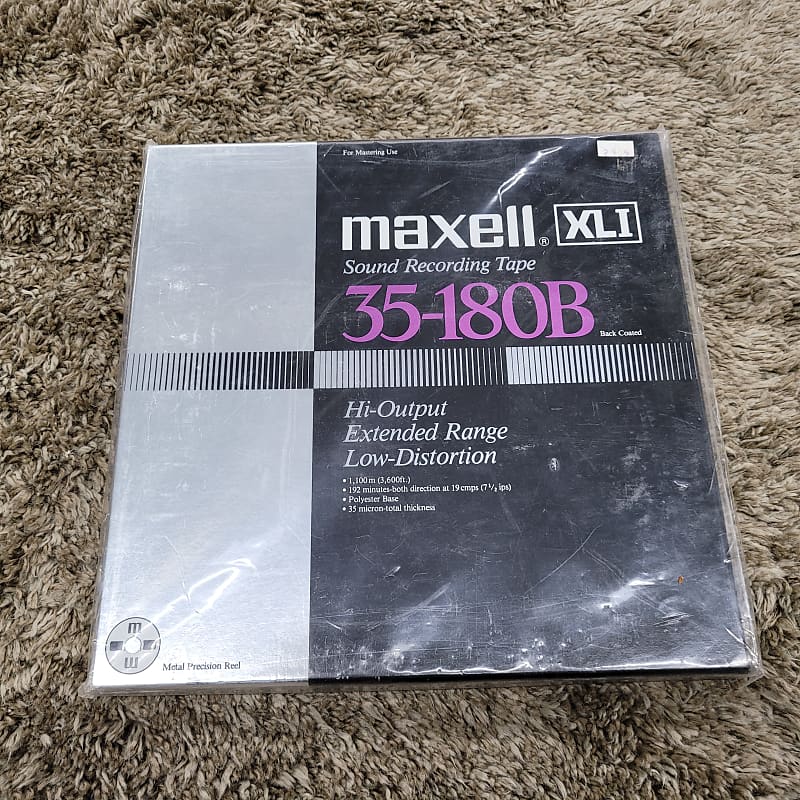 For Mastering Use
maxell® XLI
Sound Recording Tape
35-180B
Back Coated
Hi-Output
Extended Range
Low-Distortion
• 1,100 m (3,600ft.)
• 192 minutes-both direction at 19 cmps (7 1/2 ips)
• Polyester Base
• 35 micron-total thickness
m
m
Metal Precision Reel